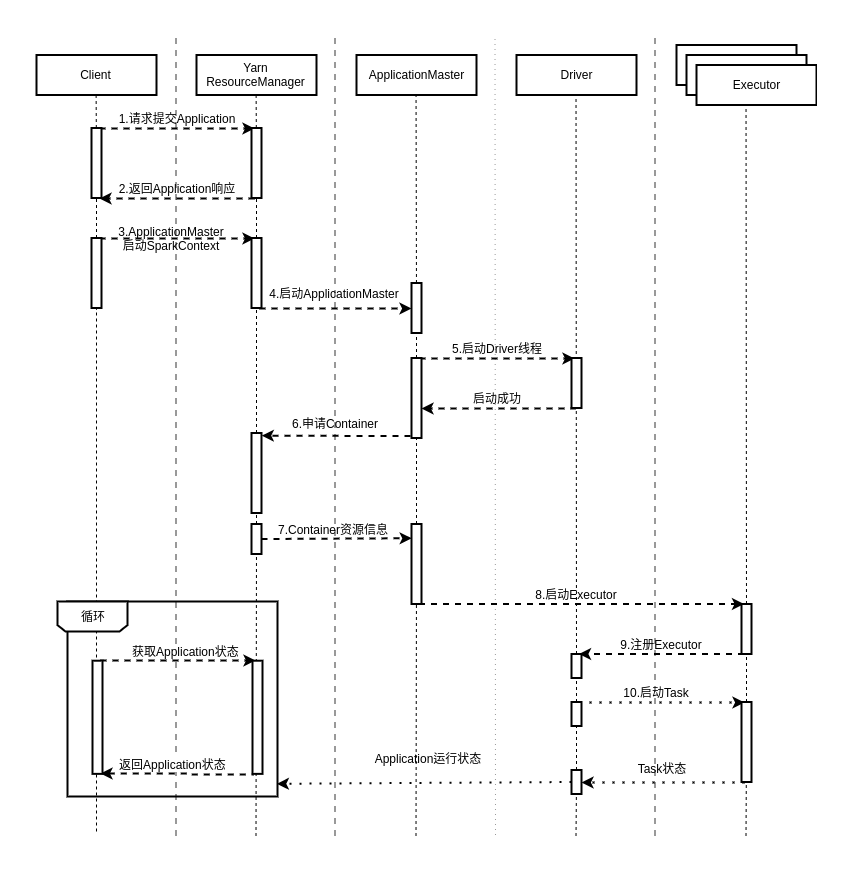 Client
Yarn
ResourceManager
ApplicationMaster
Driver
Executor
1.请求提交Application
2.返回Application响应
3.ApplicationMaster
启动SparkContext
4.启动ApplicationMaster
5.启动Driver线程
启动成功
6.申请Container
7.Container资源信息
8.启动Executor
循环
9.注册Executor
获取Application状态
10.启动Task
Application运行状态
返回Application状态
Task状态